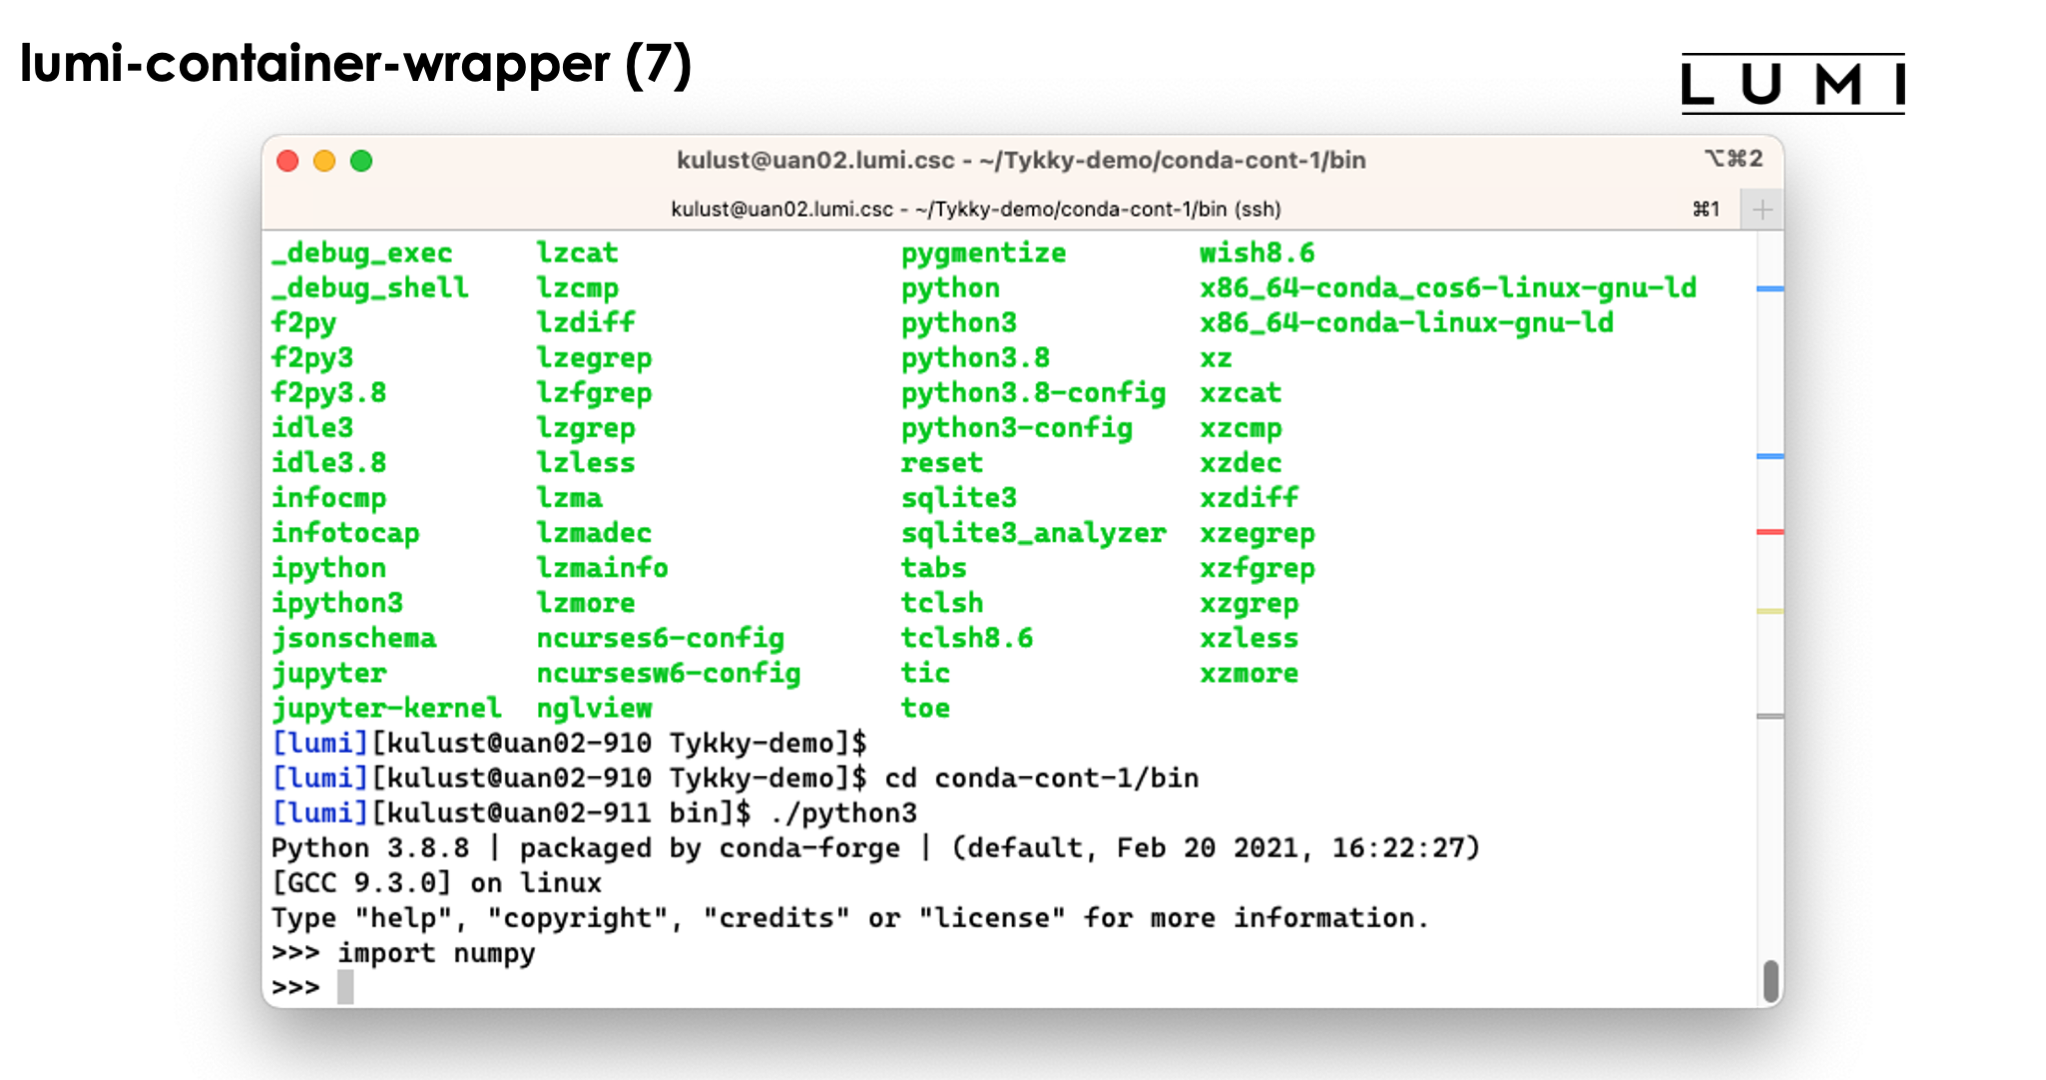 lumi-container-wrapper (7)
LUMI
kulust@uan02.lumi.csc - ~/Tykky-demo/conda-cont-1/bin ⌥⌘2
kulust@uan02.lumi.csc - ~/Tykky-demo/conda-cont-1/bin (ssh) ⌘1 +
_debug_exec lzcat pygmentize wish8.6
_debug_shell lzcmp python x86_64-conda_cos6-linux-gnu-ld
f2py lzdiff python3 x86_64-conda-linux-gnu-ld
f2py3 lzegrep python3.8 xz
f2py3.8 lzfgrep python3.8-config xzcat
idle3 lzgrep python3-config xzcmp
idle3.8 lzless reset xzdec
infocmp lzma sqlite3 xzdiff
infotocap lzmadec sqlite3_analyzer xzegrep
ipython lzmainfo tabs xzfgrep
ipython3 lzmore tclsh xzgrep
jsonschema ncurses6-config tclsh8.6 xzless
jupyter ncursesw6-config tic xzmore
jupyter-kernel nglview toe
[lumi][kulust@uan02-910 Tykky-demo]$
[lumi][kulust@uan02-910 Tykky-demo]$ cd conda-cont-1/bin
[lumi][kulust@uan02-911 bin]$ ./python3
Python 3.8.8 | packaged by conda-forge | (default, Feb 20 2021, 16:22:27)
[GCC 9.3.0] on linux
Type "help", "copyright", "credits" or "license" for more information.
>>> import numpy
>>>